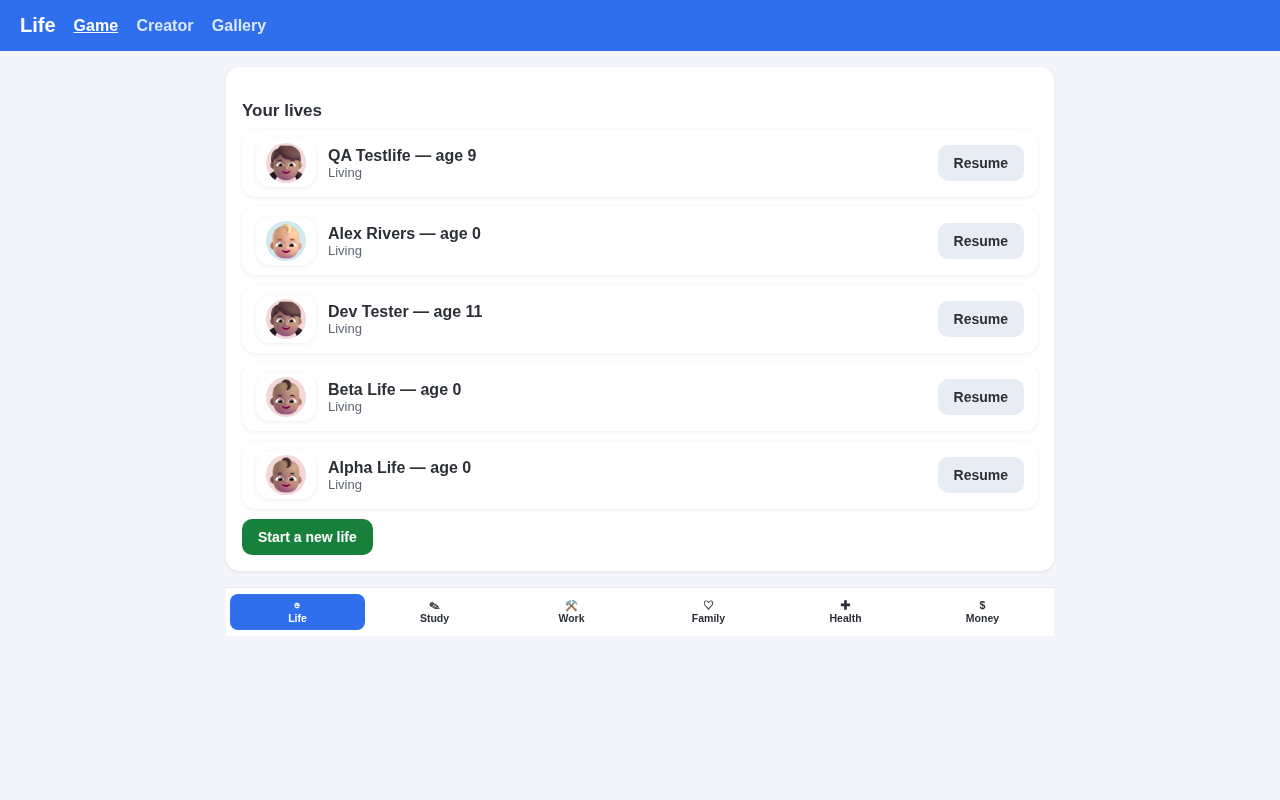 Life Game Creator Gallery
Your lives
QA Testlife — age 9
Living
Resume
Alex Rivers — age 0
Living
Resume
Dev Tester — age 11
Living
Resume
Beta Life — age 0
Living
Resume
Alpha Life — age 0
Living
Resume
Start a new life
Life
Study
Work
Family
Health
$
Money